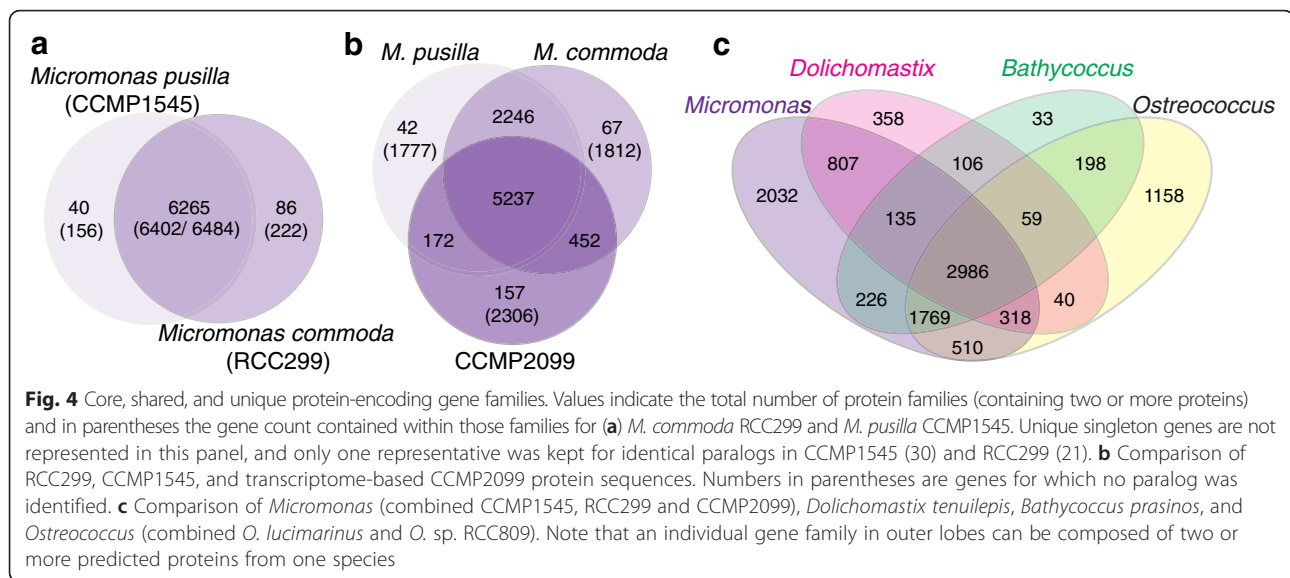 a
Micromonas pusilla
(CCMP1545)
40
(156)
6265
(6402/ 6484)
86
(222)
Micromonas commoda
(RCC299)
b
M. pusilla
M. commoda
42
(1777)
2246
67
(1812)
5237
172
452
157
(2306)
CCMP2099
c
Dolichomastix
Bathycoccus
Micromonas
Ostreococcus
358
33
807
106
198
2032
1158
135
59
2986
226
40
1769
318
510
Fig. 4 Core, shared, and unique protein-encoding gene families. Values indicate the total number of protein families (containing two or more proteins)
and in parentheses the gene count contained within those families for (a) M. commoda RCC299 and M. pusilla CCMP1545. Unique singleton genes are not
represented in this panel, and only one representative was kept for identical paralogs in CCMP1545 (30) and RCC299 (21). b Comparison of
RCC299, CCMP1545, and transcriptome-based CCMP2099 protein sequences. Numbers in parentheses are genes for which no paralog was
identified. c Comparison of Micromonas (combined CCMP1545, RCC299 and CCMP2099), Dolichomastix tenuilepis, Bathycoccus prasinos, and
Ostreococcus (combined O. lucimarinus and O. sp. RCC809). Note that an individual gene family in outer lobes can be composed of two or
more predicted proteins from one species